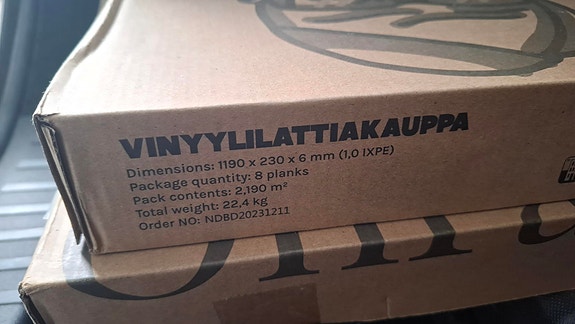 VINYYLILATTIAKAUPPA
Dimensions: 1190 x 230 x 6 mm (1,0 IXPE)
Package quantity: 8 planks
Pack contents: 2,190 m²
Total weight: 22,4 kg
Order NO: NDBD20231211